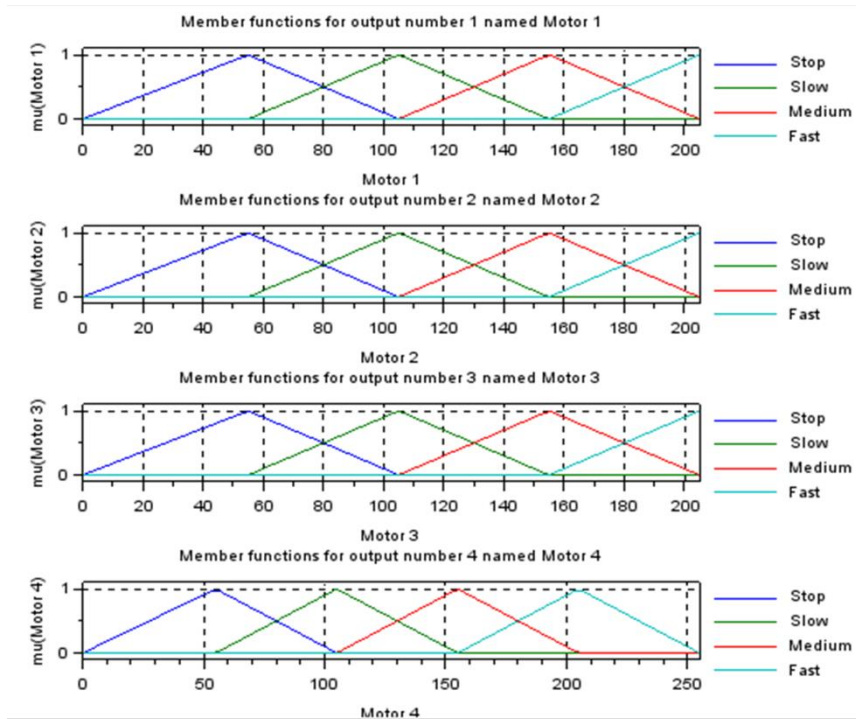 Member functions for output number 1 named Motor 1
mu(Motor 1)
1
0
0 20 40 60 80 100 120 140 160 180 200
Motor 1
Stop
Slow
Medium
Fast
Member functions for output number 2 named Motor 2
mu(Motor 2)
1
0
0 20 40 60 80 100 120 140 160 180 200
Motor 2
Stop
Slow
Medium
Fast
Member functions for output number 3 named Motor 3
mu(Motor 3)
1
0
0 20 40 60 80 100 120 140 160 180 200
Motor 3
Stop
Slow
Medium
Fast
Member functions for output number 4 named Motor 4
mu(Motor 4)
1
0
0 50 100 150 200 250
Motor 4
Stop
Slow
Medium
Fast